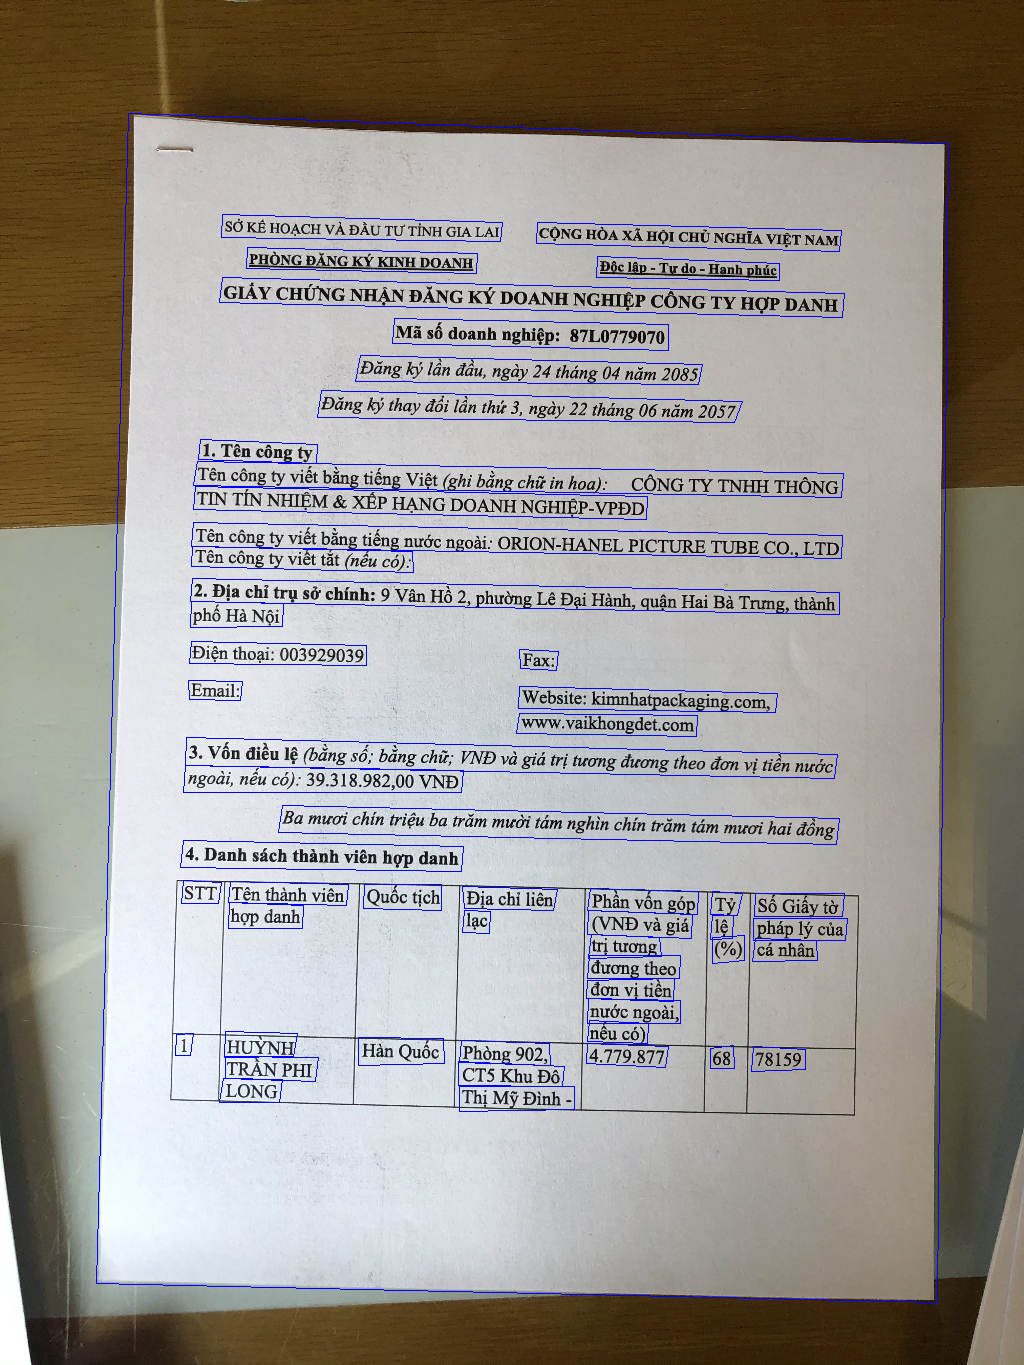 SỞ KẾ HOẠCH VÀ ĐẦU TƯ TỈNH GIA LAI
CỘNG HÒA XÃ HỘI CHỦ NGHĨA VIỆT NAM
PHÒNG ĐĂNG KÝ KINH DOANH
Độc lập - Tự do - Hạnh phúc
GIẤY CHỨNG NHẬN ĐĂNG KÝ DOANH NGHIỆP CÔNG TY HỢP DANH
Mã số doanh nghiệp: 87L0779070
Đăng ký lần đầu, ngày 24 tháng 04 năm 2085
Đăng ký thay đổi lần thứ 3, ngày 22 tháng 06 năm 2057
1. Tên công ty
Tên công ty viết bằng tiếng Việt (ghi bằng chữ in hoa): CÔNG TY TNHH THÔNG
TIN TÍN NHIỆM & XẾP HẠNG DOANH NGHIỆP-VPĐD
Tên công ty viết bằng tiếng nước ngoài: ORION-HANEL PICTURE TUBE CO., LTD
Tên công ty viết tắt (nếu có):
2. Địa chỉ trụ sở chính: 9 Vân Hồ 2, phường Lê Đại Hành, quận Hai Bà Trưng, thành
phố Hà Nội
Điện thoại: 003929039
Fax:
Email:
Website: kimnhatpackaging.com,
www.vaikhongdet.com
3. Vốn điều lệ (bằng số; bằng chữ; VNĐ và giá trị tương đương theo đơn vị tiền nước
ngoài, nếu có): 39.318.982,00 VNĐ
Ba mươi chín triệu ba trăm mười tám nghìn chín trăm tám mươi hai đồng
4. Danh sách thành viên hợp danh
STT
Tên thành viên
hợp danh
Quốc tịch
Địa chỉ liên
lạc
Phần vốn góp
(VNĐ và giá
trị tương
đương theo
đơn vị tiền
nước ngoài,
nếu có)
Tỷ
lệ
(%)
Số Giấy tờ
pháp lý của
cá nhân
1
HUỲNH
TRẦN PHI
LONG
Hàn Quốc
Phòng 902,
CT5 Khu Đô
Thị Mỹ Đình -
4.779.877
68
78159